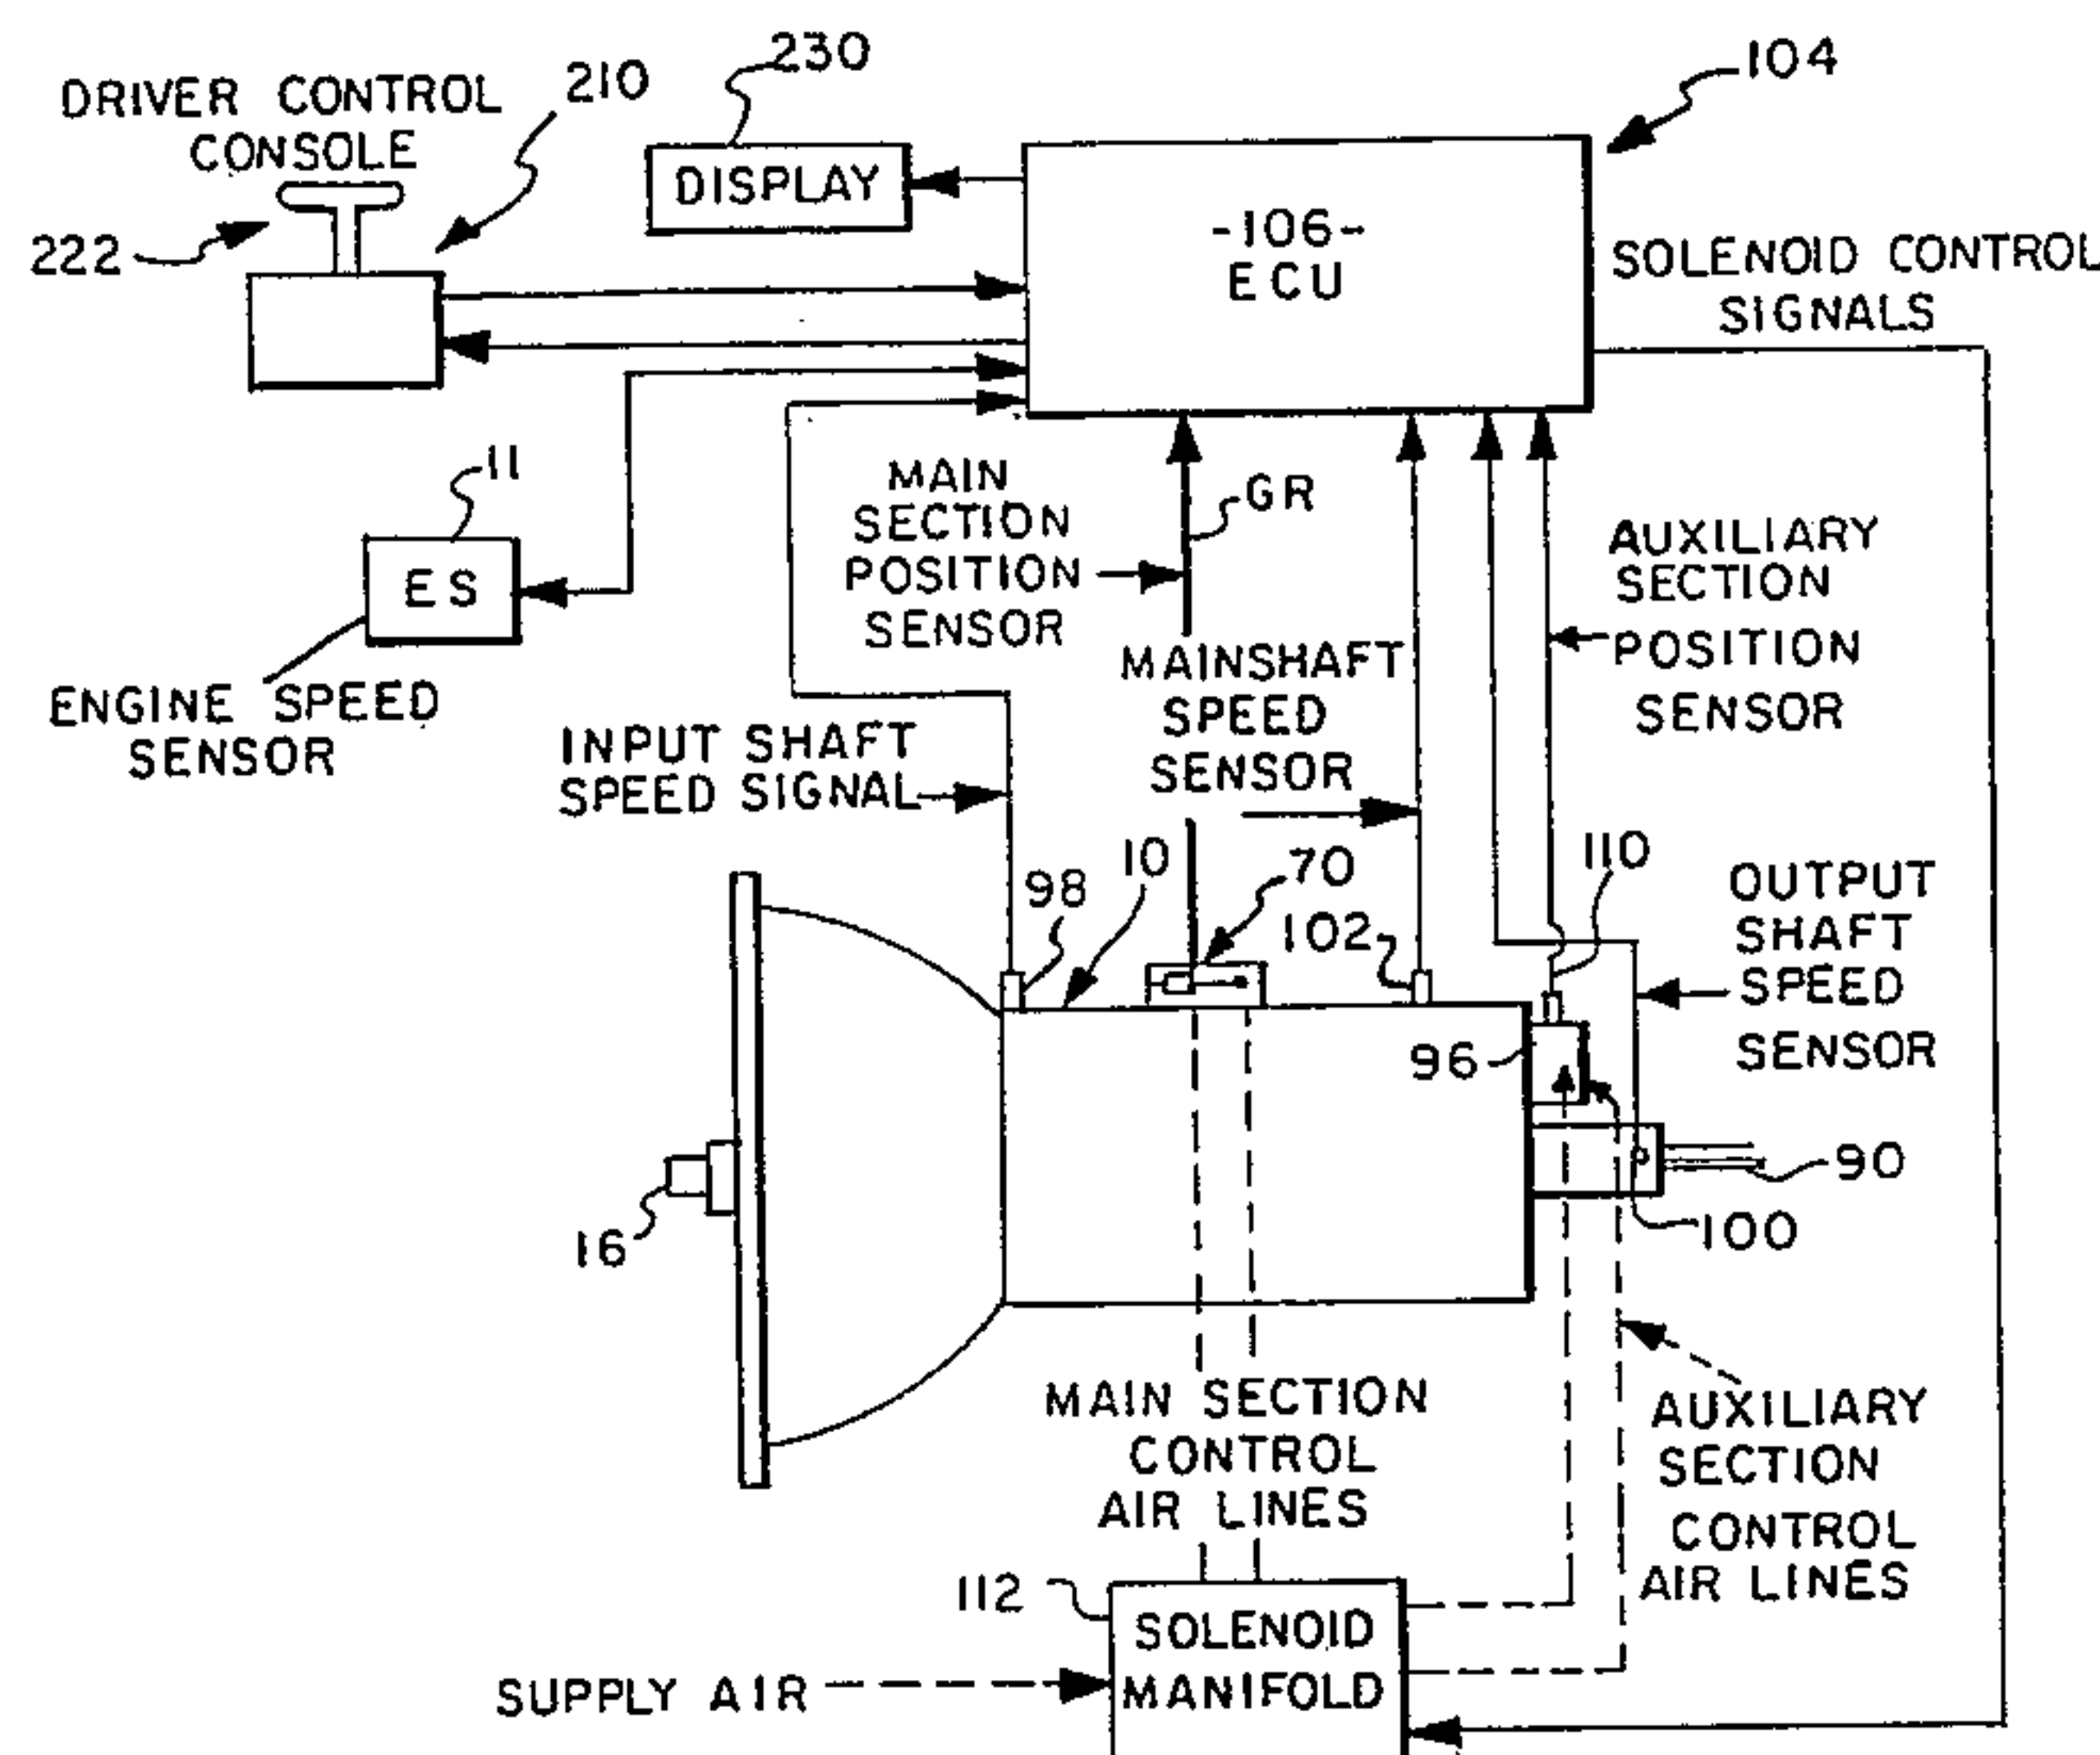 230
104
DRIVER CONTROL
CONSOLE
210
DISPLAY
-106-
ECU
222
SOLENOID CONTROL
SIGNALS
11
ES
MAIN
SECTION
POSITION
SENSOR
GR
AUXILIARY
SECTION
POSITION
SENSOR
ENGINE SPEED
SENSOR
MAINSHAFT
SPEED
SENSOR
INPUT SHAFT
SPEED SIGNAL
98
10
70
102
110
OUTPUT
SHAFT
SPEED
SENSOR
96
90
100
16
MAIN SECTION
CONTROL
AIR LINES
AUXILIARY
SECTION
CONTROL
AIR LINES
112
SOLENOID
MANIFOLD
SUPPLY AIR